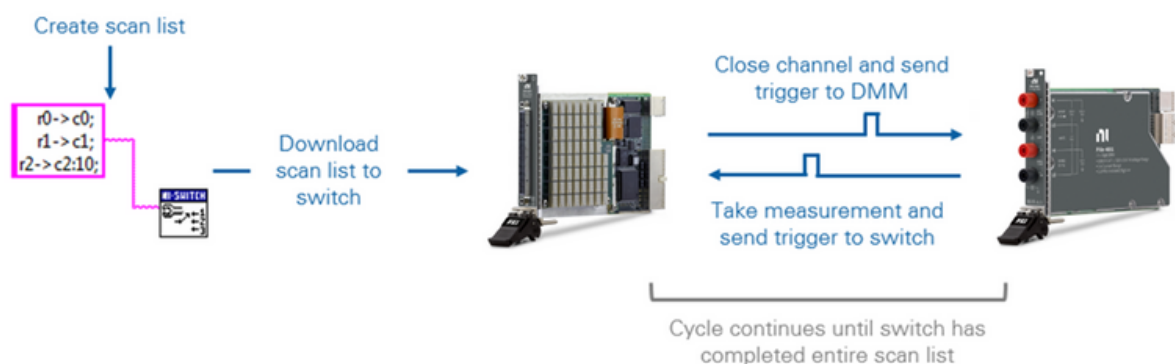 Create scan list
r0->c0;
r1->c1;
r2->c2:10;
NI-SWITCH
Download
scan list to
switch
Close channel and send
trigger to DMM
Take measurement and
send trigger to switch
Cycle continues until switch has
completed entire scan list